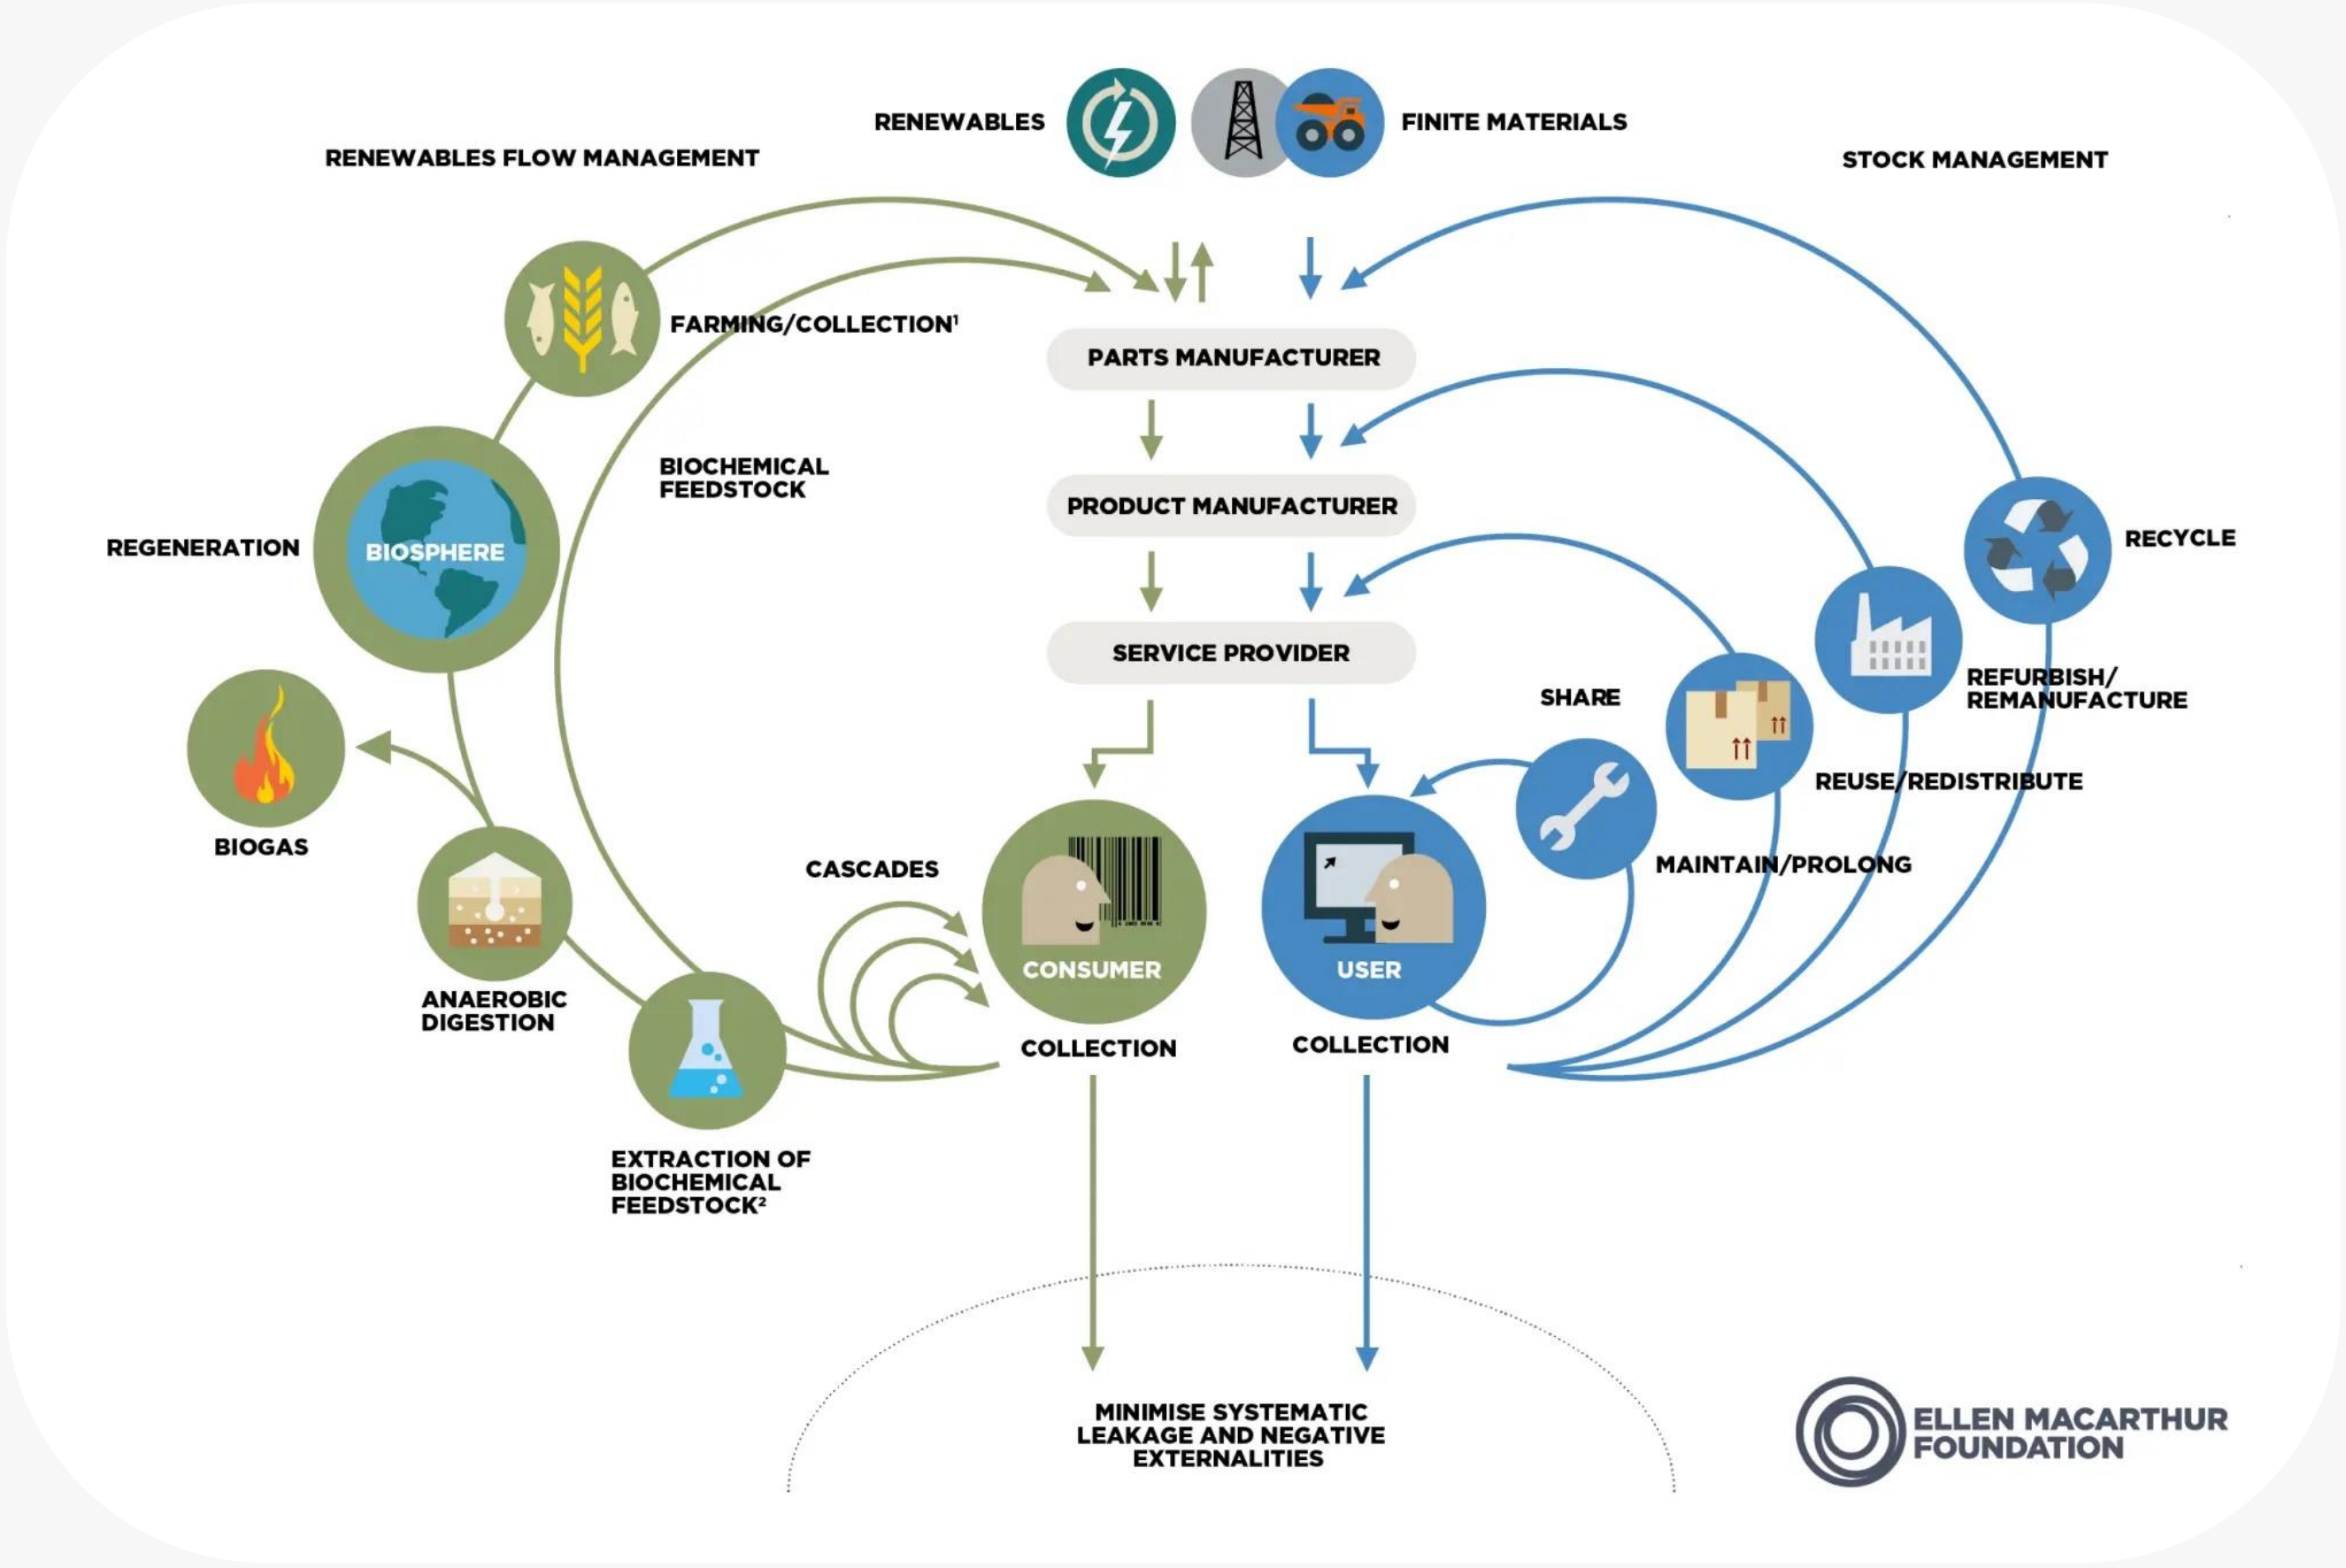 RENEWABLES
FINITE MATERIALS
RENEWABLES FLOW MANAGEMENT
STOCK MANAGEMENT
FARMING/COLLECTION¹
PARTS MANUFACTURER
BIOCHEMICAL
FEEDSTOCK
PRODUCT MANUFACTURER
REGENERATION
BIOSPHERE
RECYCLE
SERVICE PROVIDER
SHARE
REFURBISH/
REMANUFACTURE
REUSE/REDISTRIBUTE
BIOGAS
CASCADES
MAINTAIN/PROLONG
CONSUMER
USER
ANAEROBIC
DIGESTION
COLLECTION
COLLECTION
EXTRACTION OF
BIOCHEMICAL
FEEDSTOCK²
MINIMISE SYSTEMATIC
LEAKAGE AND NEGATIVE
EXTERNALITIES
ELLEN MACARTHUR
FOUNDATION